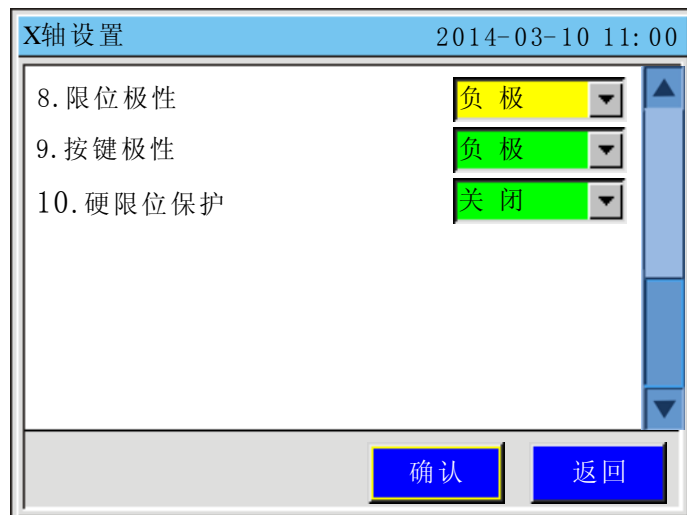 X轴设置 2014-03-10 11:00
8.限位极性 负极
9.按键极性 负极
10.硬限位保护 关闭
确认 返回